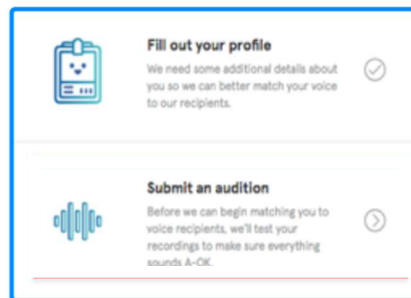 Fill out your profile
We need some additional details about
you so we can better match your voice
to our recipients.
Submit an audition
Before we can begin matching you to
voice recipients, we'll test your
recordings to make sure everything
sounds A-OK.